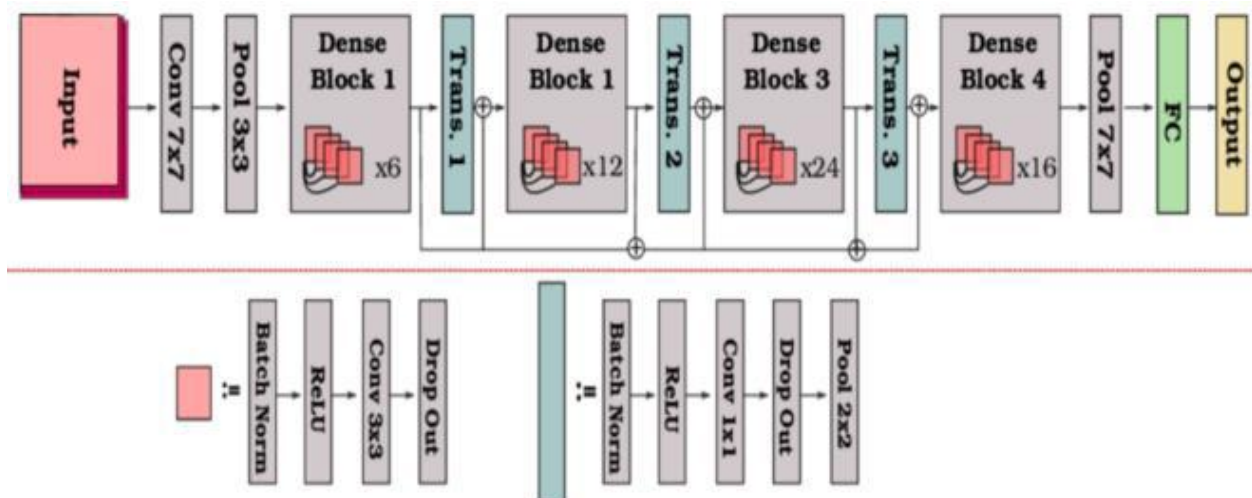 Input
Conv 7x7
Pool 3x3
Dense
Block 1
x6
Trans. 1
Dense
Block 1
x12
Trans. 2
Dense
Block 3
x24
Trans. 3
Dense
Block 4
x16
Pool 7x7
FC
Output
:=
Batch Norm
ReLU
Conv 3x3
Drop Out
:=
Batch Norm
ReLU
Conv 1x1
Drop Out
Pool 2x2